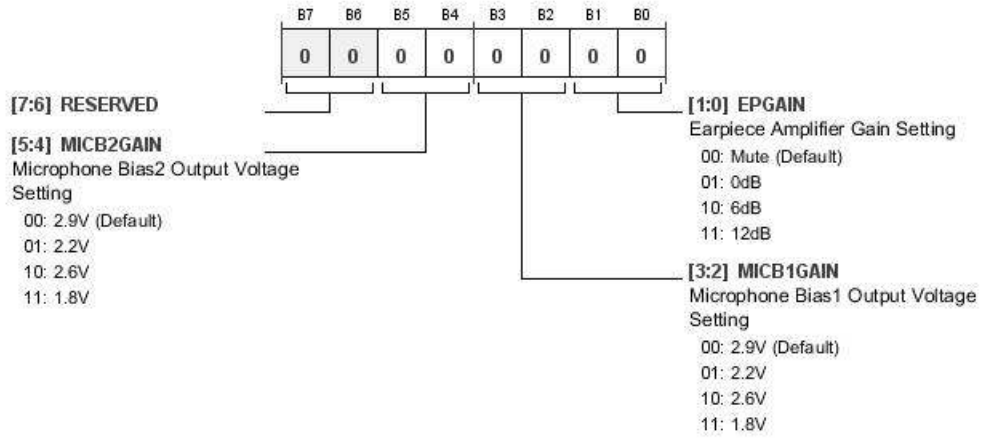 B7 B6 B5 B4 B3 B2 B1 B0
0 0 0 0 0 0 0 0
[7:6] RESERVED
[5:4] MICB2GAIN
Microphone Bias2 Output Voltage
Setting
00: 2.9V (Default)
01: 2.2V
10: 2.6V
11: 1.8V
[1:0] EPGAIN
Earpiece Amplifier Gain Setting
00: Mute (Default)
01: 0dB
10: 6dB
11: 12dB
[3:2] MICB1GAIN
Microphone Bias1 Output Voltage
Setting
00: 2.9V (Default)
01: 2.2V
10: 2.6V
11: 1.8V